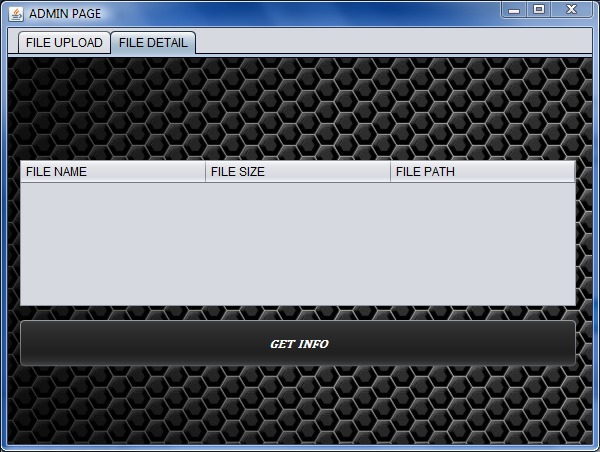 ADMIN PAGE
FILE UPLOAD FILE DETAIL
FILE NAME FILE SIZE FILE PATH
GET INFO